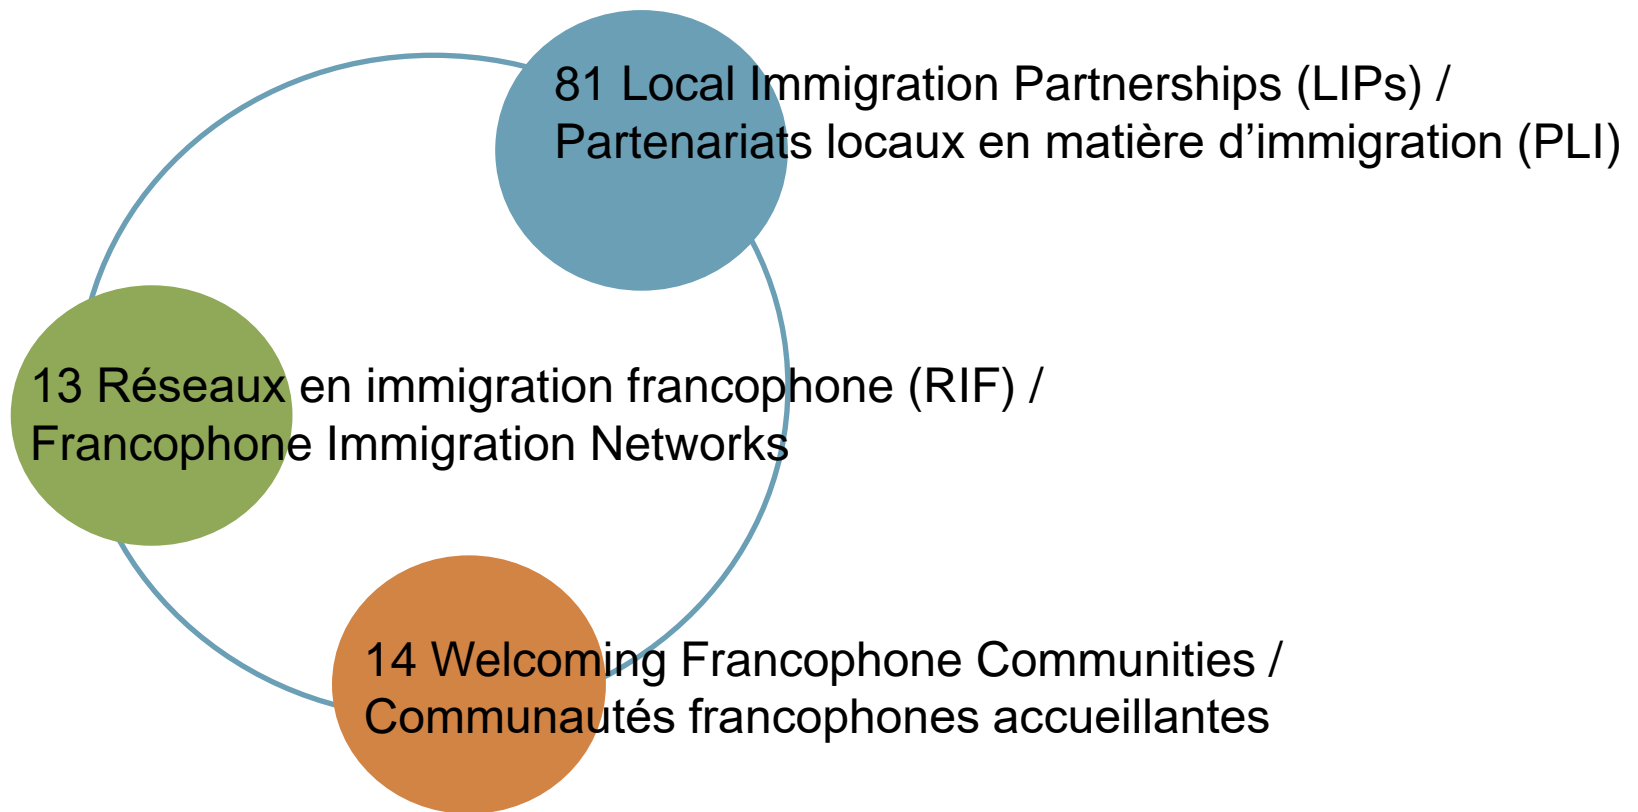 81 Local Immigration Partnerships (LIPs) /
Partenariats locaux en matière d’immigration (PLI)
13 Réseaux en immigration francophone (RIF) /
Francophone Immigration Networks
14 Welcoming Francophone Communities /
Communautés francophones accueillantes